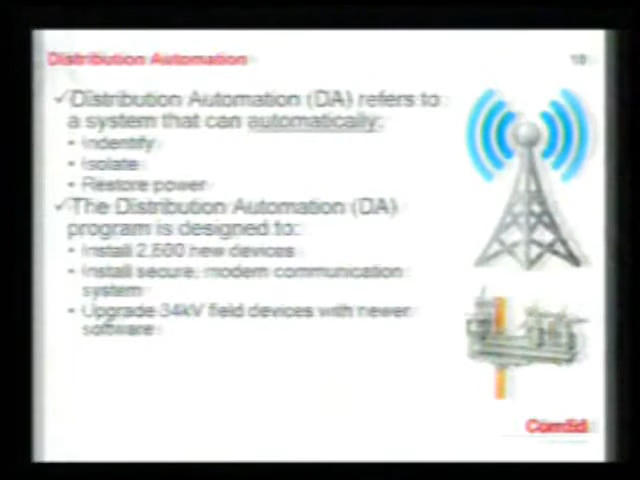 Distribution Automation
✓Distribution Automation (DA) refers to
a system that can automatically:
• Indentify
• Isolate
• Restore power
✓The Distribution Automation (DA)
program is designed to:
• Install 2,600 new devices
• Install secure, modern communication
system
• Upgrade 34kV field devices with newer
software
ComEd